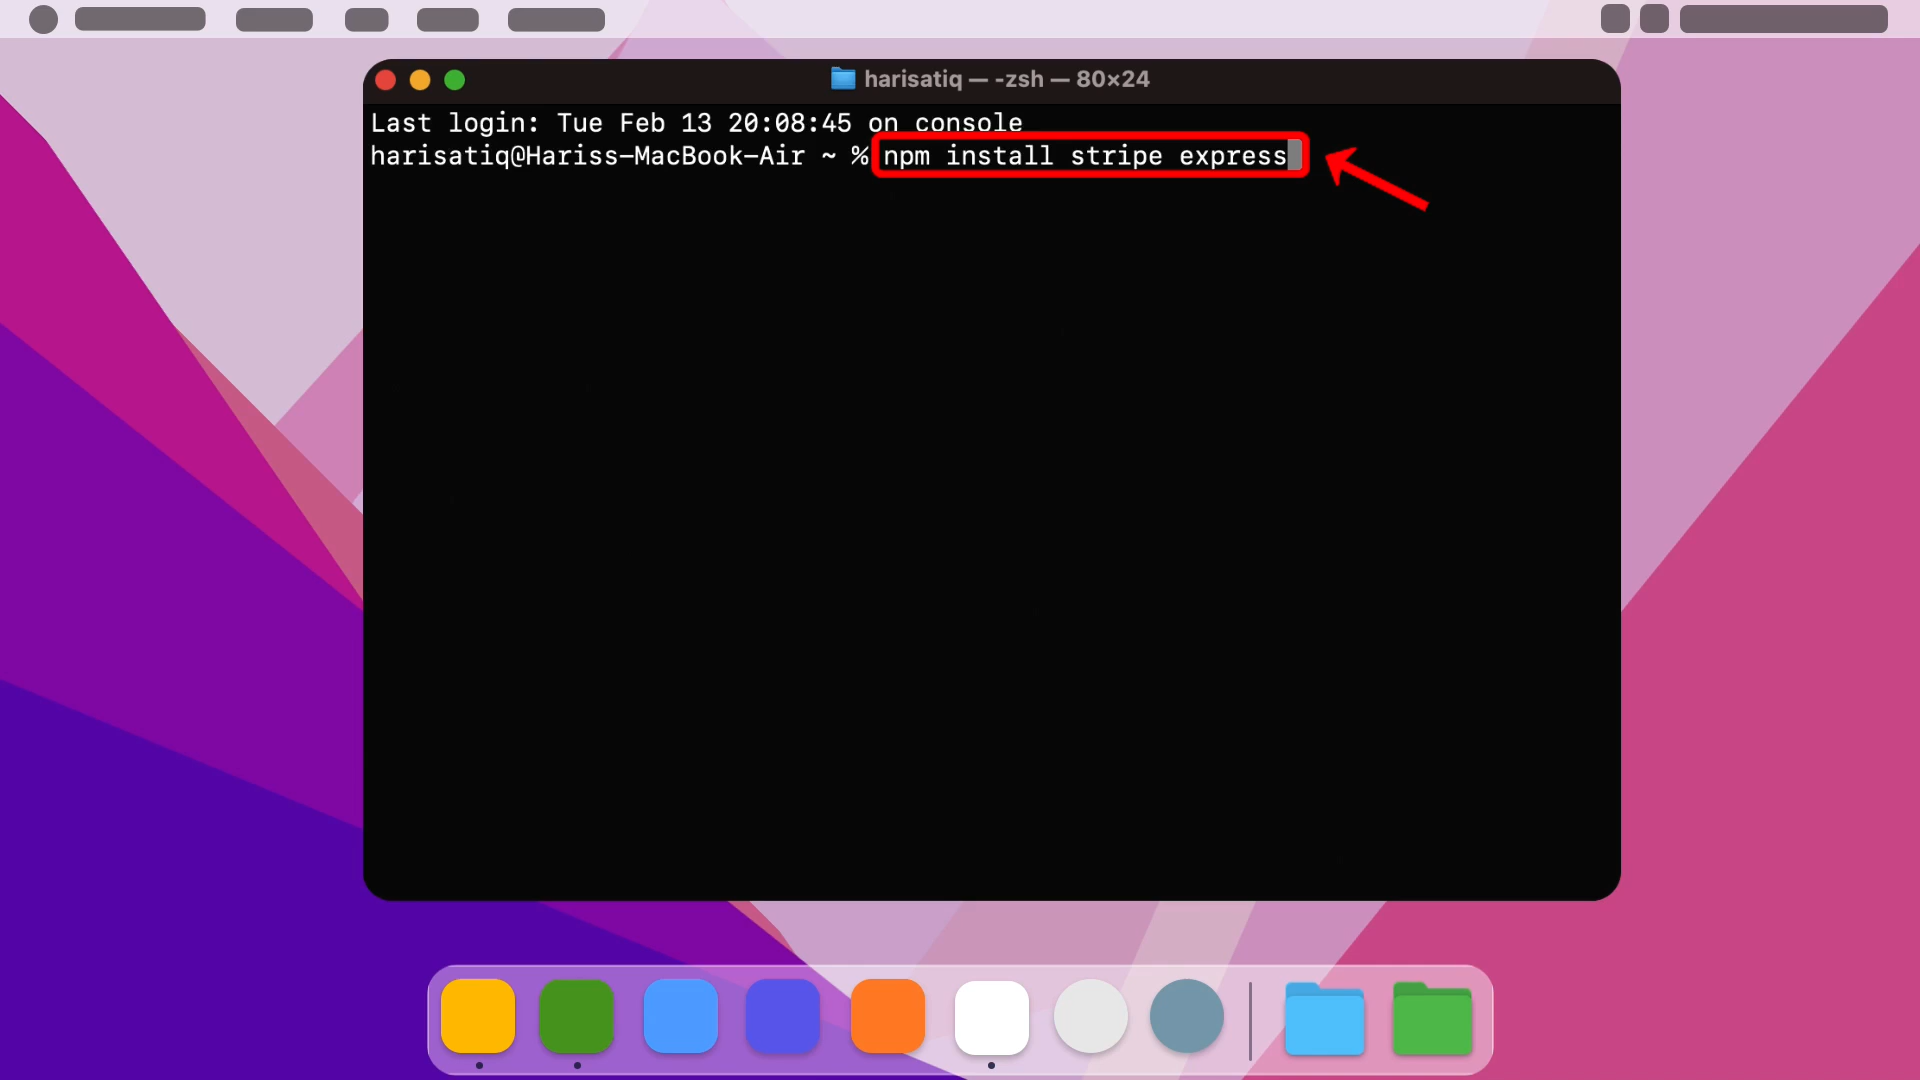 harisatiq — -zsh — 80×24
Last login: Tue Feb 13 20:08:45 on console
harisatiq@Hariss-MacBook-Air ~ % npm install stripe express